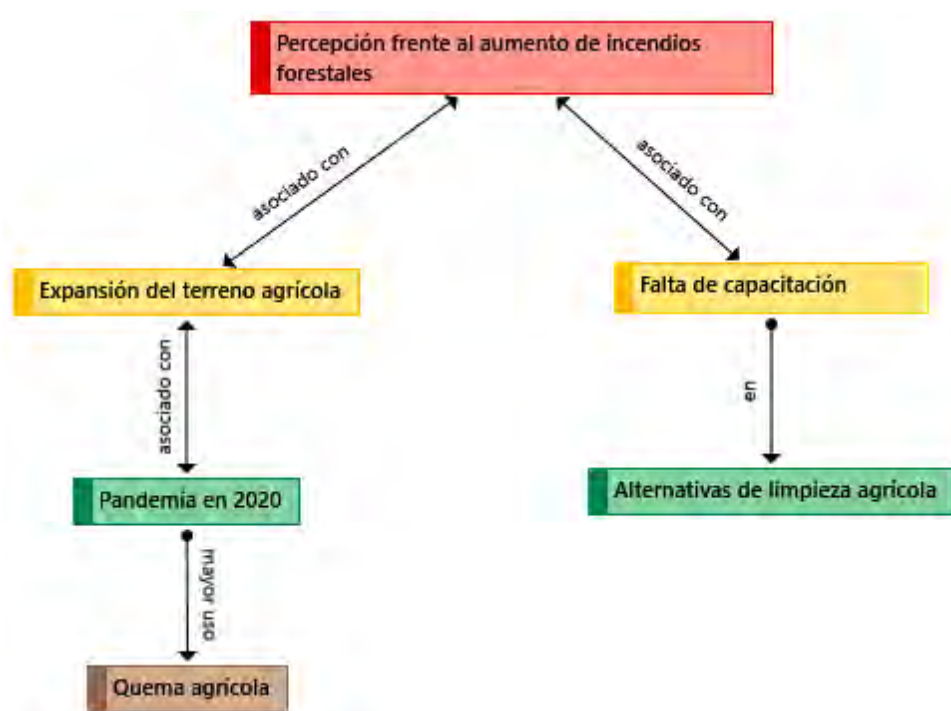 Percepción frente al aumento de incendios
forestales
asociado con
asociado con
Expansión del terreno agrícola
Falta de capacitación
asociado con
en
Pandemia en 2020
Alternativas de limpieza agrícola
mayor uso
Quema agrícola